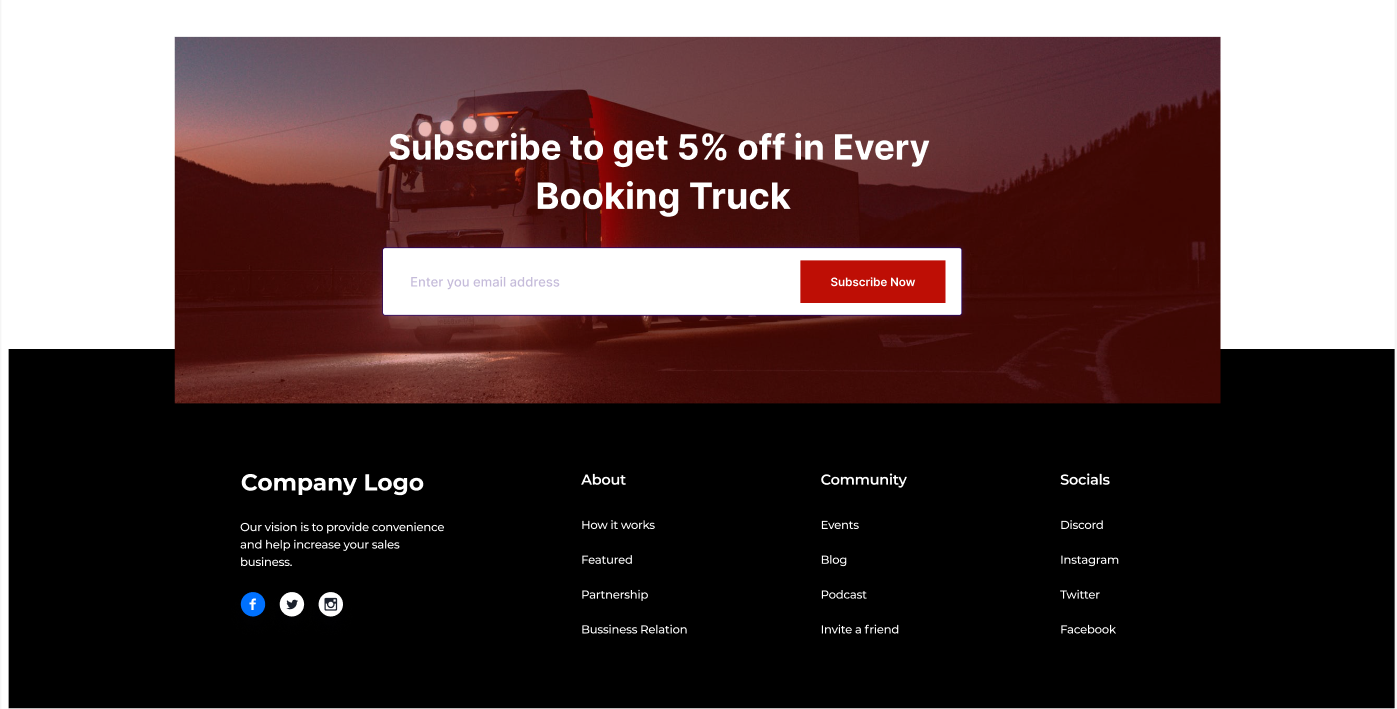 Subscribe to get 5% off in Every
Booking Truck
Enter you email address
Subscribe Now
Company Logo
Our vision is to provide convenience
and help increase your sales
business.
About
How it works
Featured
Partnership
Bussiness Relation
Community
Events
Blog
Podcast
Invite a friend
Socials
Discord
Instagram
Twitter
Facebook